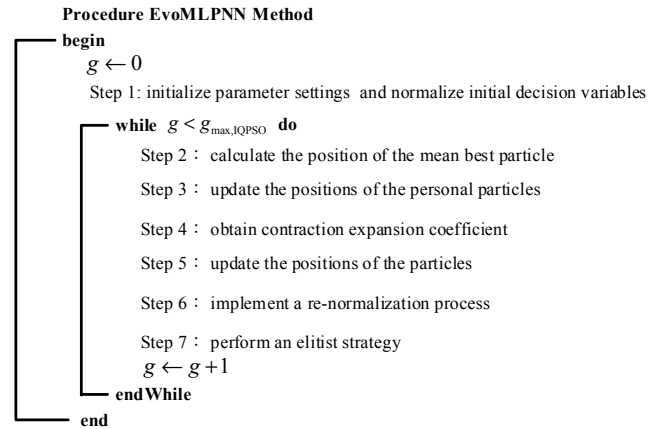 Procedure EvoMLPNN Method
begin
g ← 0
Step 1: initialize parameter settings and normalize initial decision variables
while g < g_max,IQPSO do
Step 2： calculate the position of the mean best particle
Step 3： update the positions of the personal particles
Step 4： obtain contraction expansion coefficient
Step 5： update the positions of the particles
Step 6： implement a re-normalization process
Step 7： perform an elitist strategy
g ← g +1
endWhile
end